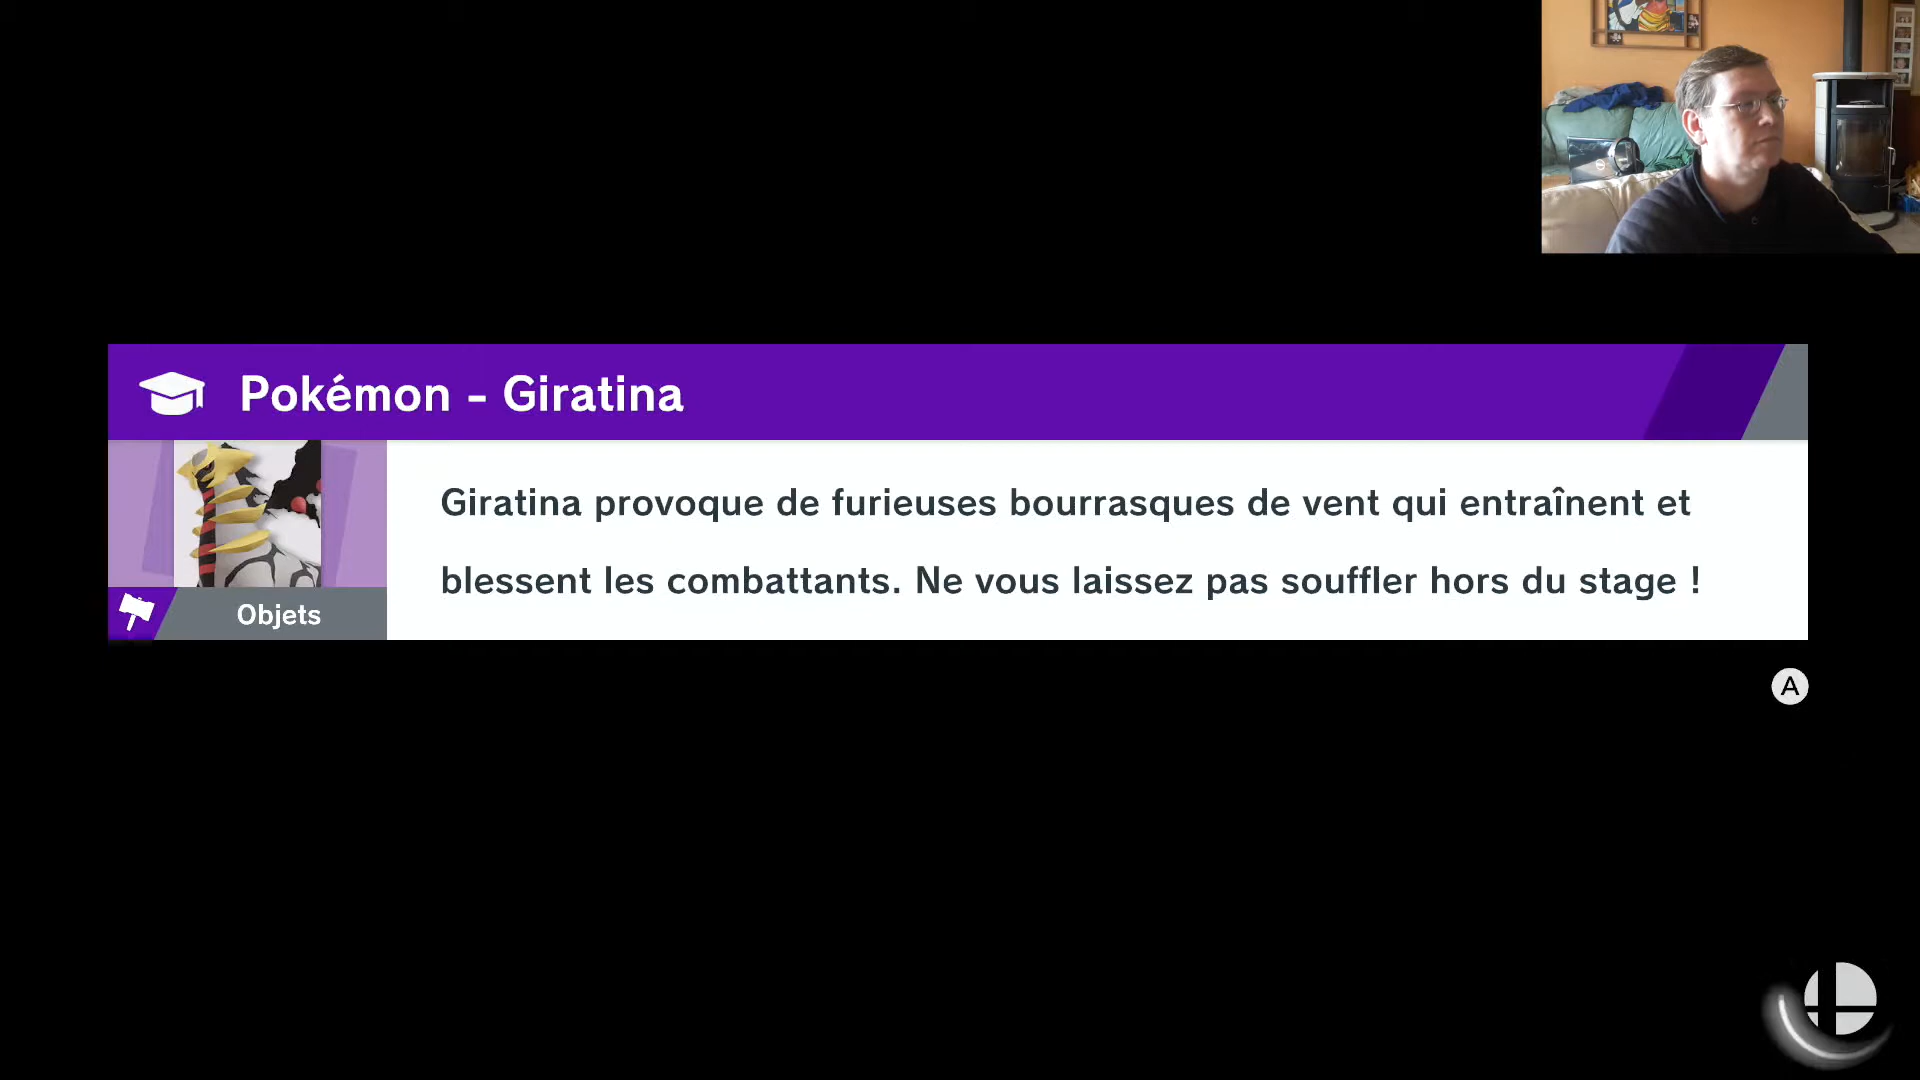 Pokémon - Giratina
Giratina provoque de furieuses bourrasques de vent qui entraînent et
blessent les combattants. Ne vous laissez pas souffler hors du stage !
Objets
A